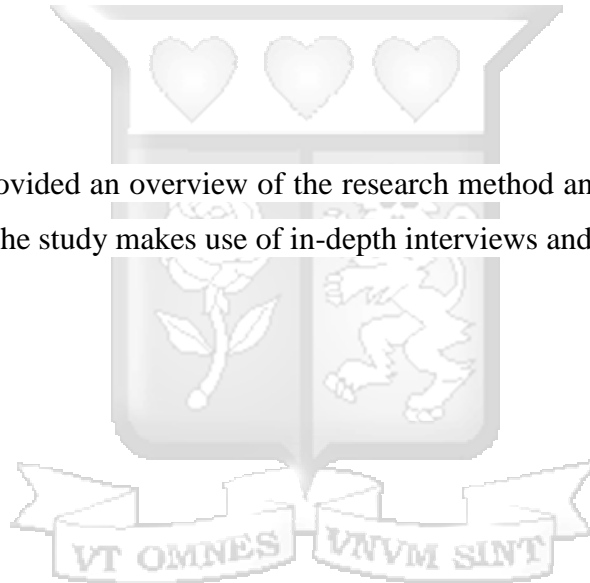 ovided an overview of the research method an
he study makes use of in-depth interviews and
VT OMNES VNVM SINT